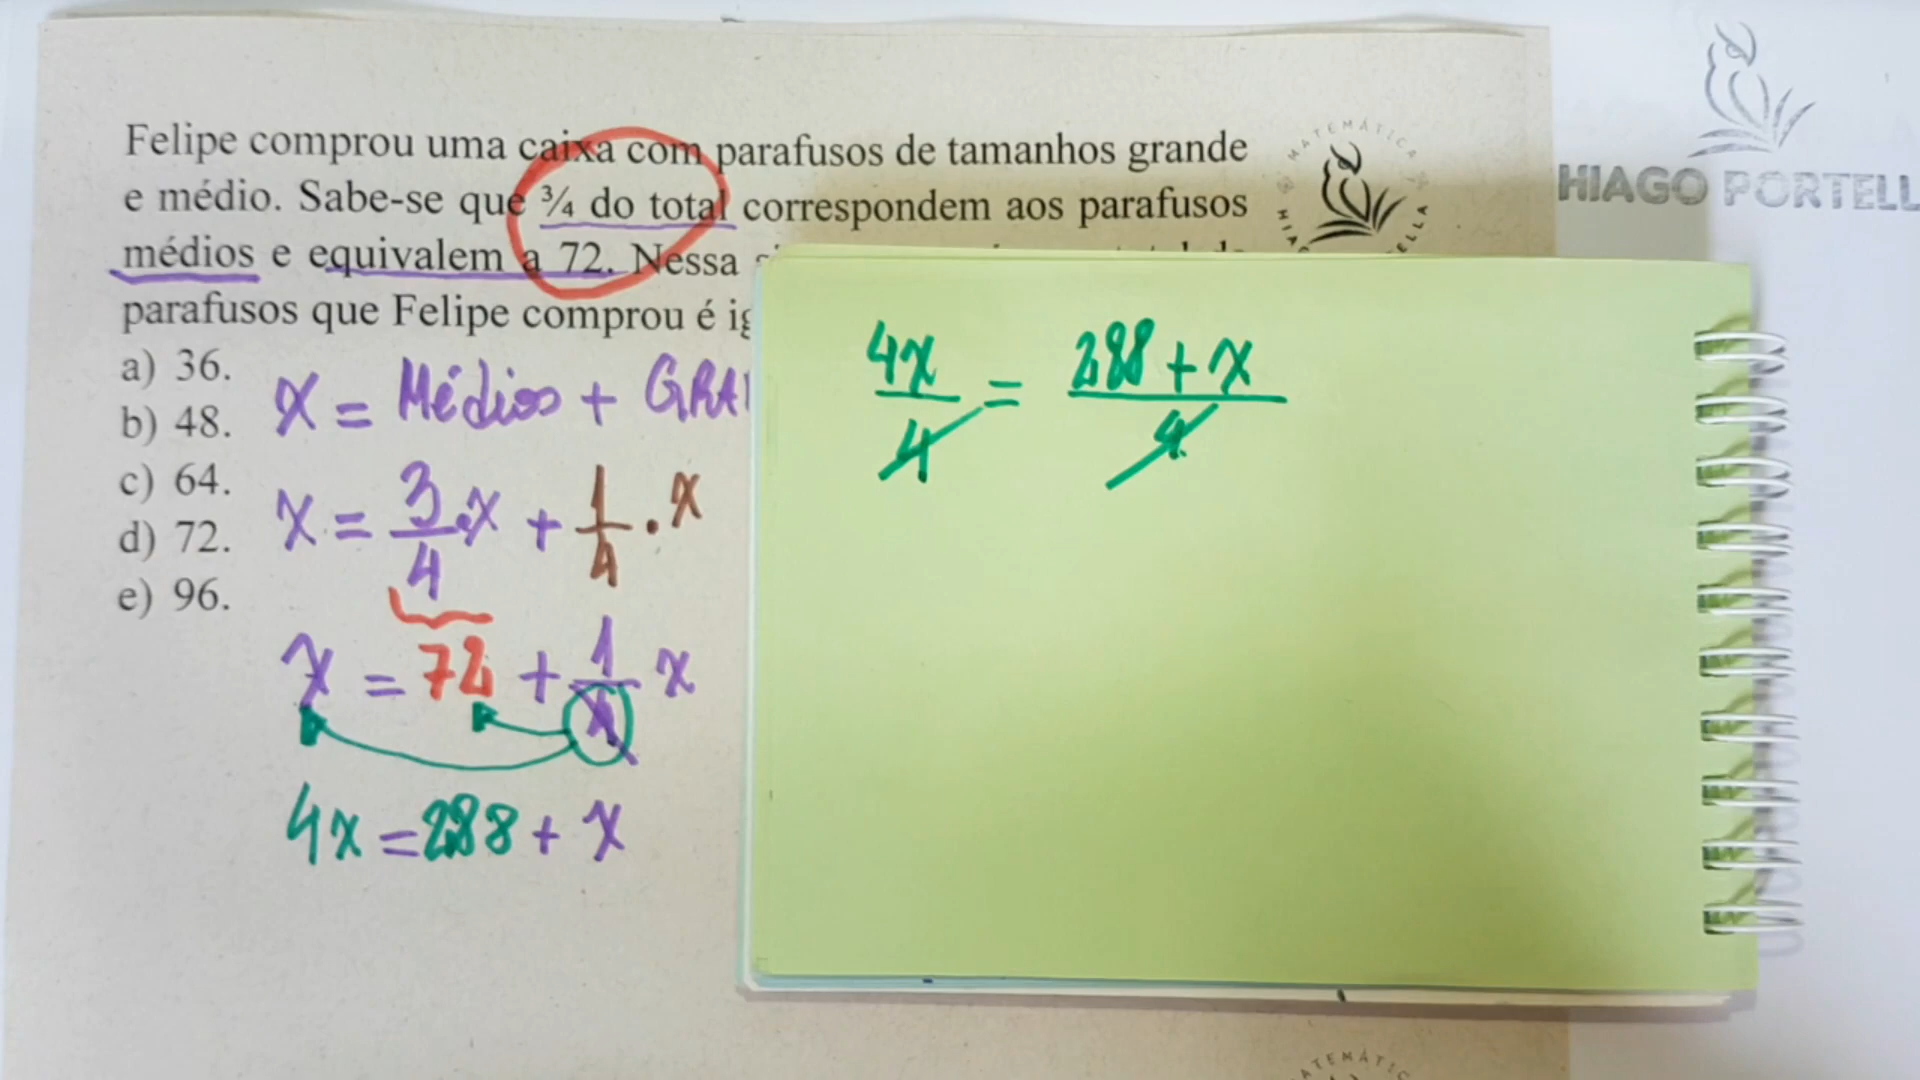 Felipe comprou uma caixa com parafusos de tamanhos grande
e médio. Sabe-se que ¾ do total correspondem aos parafusos
médios e equivalem a 72. Nessa
parafusos que Felipe comprou é
a) 36.
b) 48.
c) 64.
d) 72.
e) 96.
x = Médios + GRA
x = 3/4 . x + 1/4 . x
x = 72 + 1/4 x
4x = 288 + x
4x/4 = 288 + x/4
MATEMÁTICA
HIAGO PORTELL